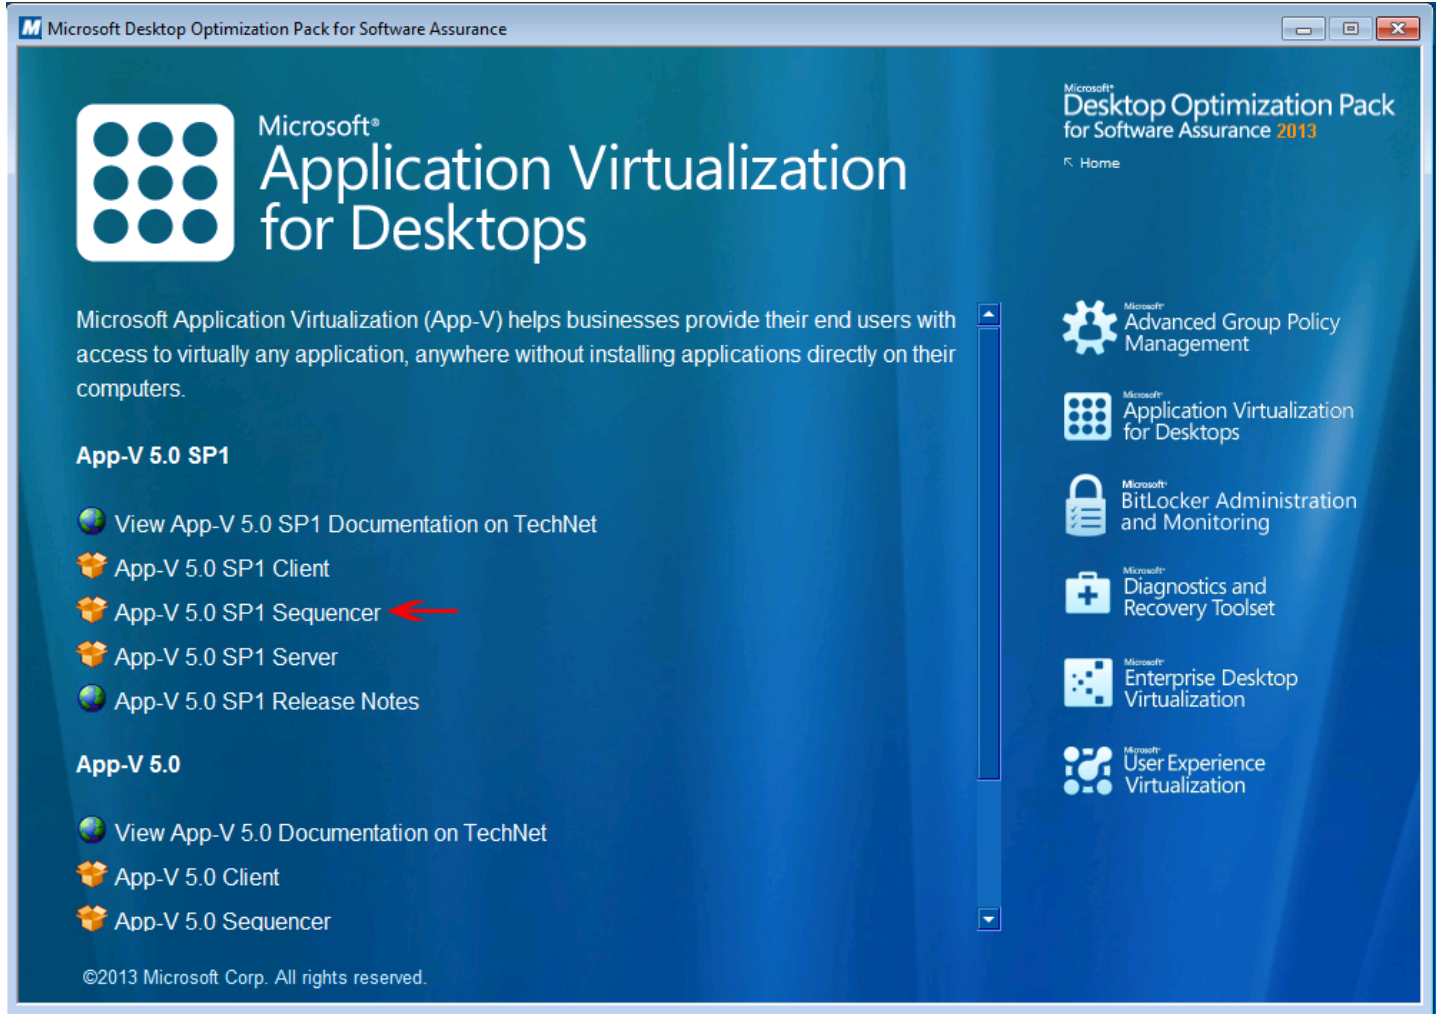 Microsoft Desktop Optimization Pack for Software Assurance
Microsoft®
Application Virtualization
for Desktops
Microsoft®
Desktop Optimization Pack
for Software Assurance 2013
Home
Microsoft Application Virtualization (App-V) helps businesses provide their end users with
access to virtually any application, anywhere without installing applications directly on their
computers.
App-V 5.0 SP1
View App-V 5.0 SP1 Documentation on TechNet
App-V 5.0 SP1 Client
App-V 5.0 SP1 Sequencer
App-V 5.0 SP1 Server
App-V 5.0 SP1 Release Notes
App-V 5.0
View App-V 5.0 Documentation on TechNet
App-V 5.0 Client
App-V 5.0 Sequencer
Microsoft®
Advanced Group Policy
Management
Microsoft®
Application Virtualization
for Desktops
Microsoft®
BitLocker Administration
and Monitoring
Microsoft®
Diagnostics and
Recovery Toolset
Microsoft®
Enterprise Desktop
Virtualization
Microsoft®
User Experience
Virtualization
©2013 Microsoft Corp. All rights reserved.